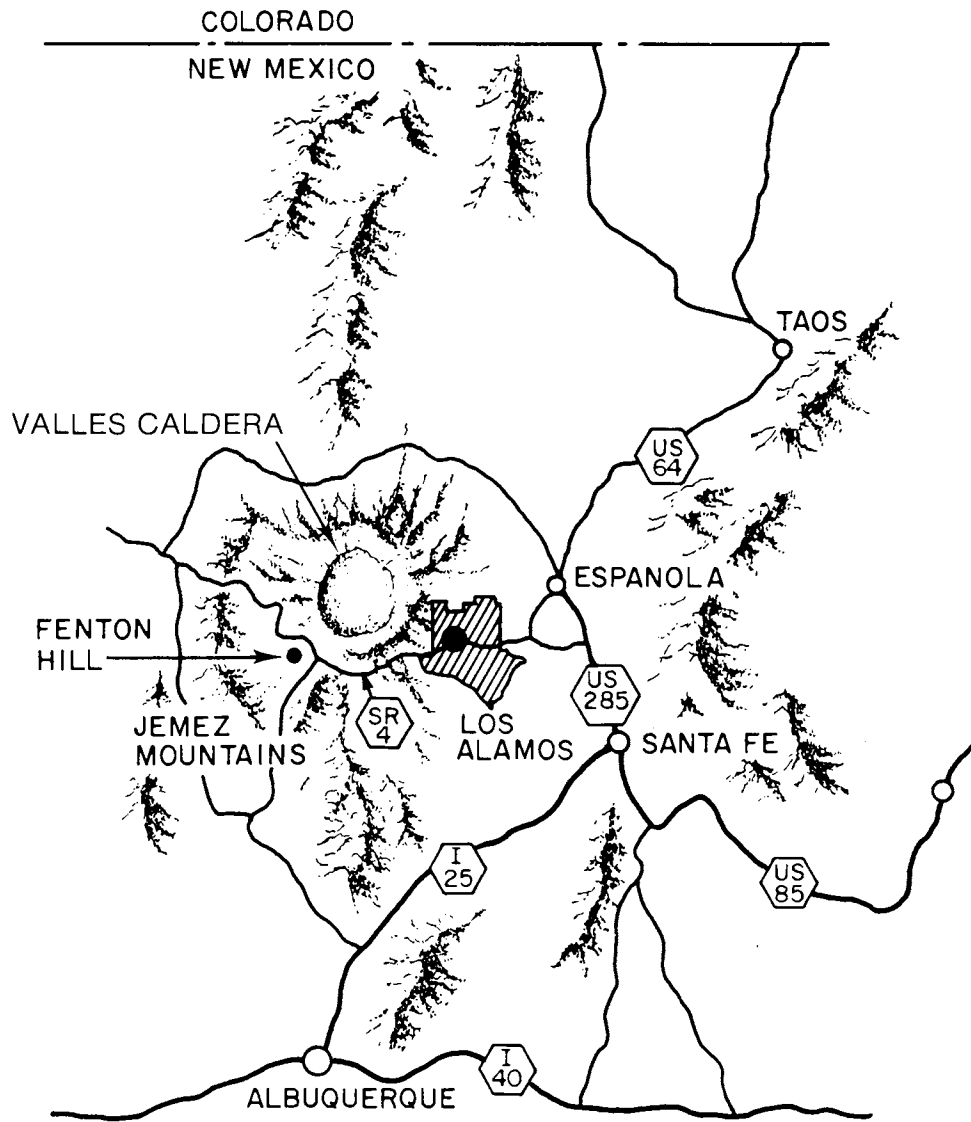 COLORADO
NEW MEXICO
TAOS
VALLES CALDERA
US
64
ESPANOLA
FENTON
HILL
US
285
SR
4
JEMEZ
MOUNTAINS
LOS
ALAMOS
SANTA FE
I
25
US
85
I
40
ALBUQUERQUE